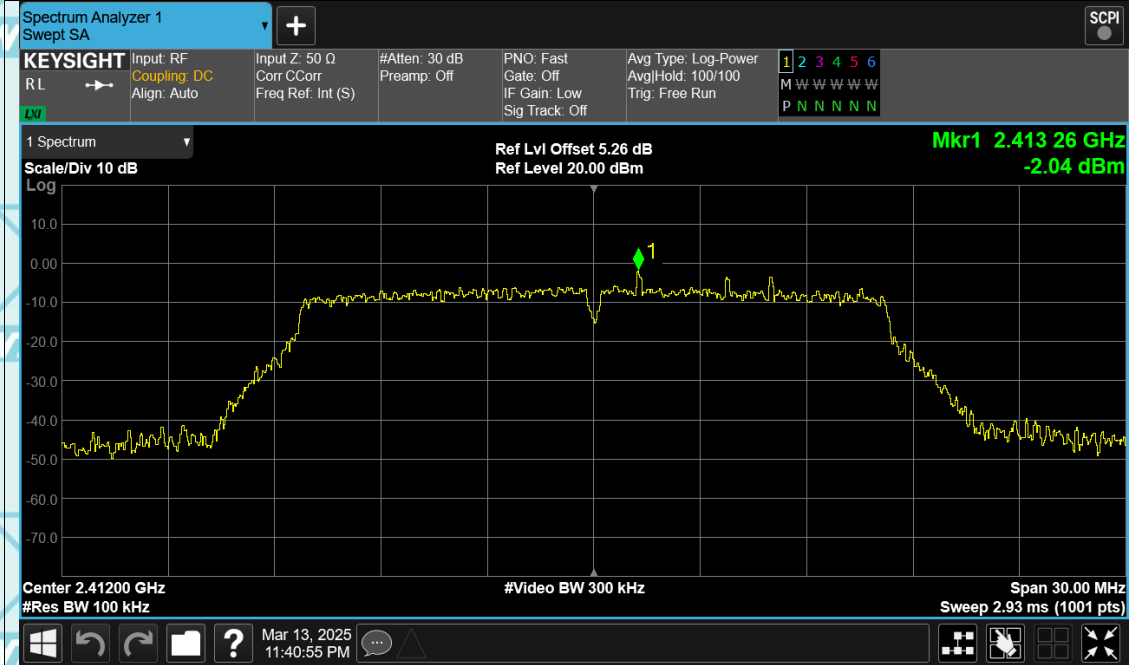 Spectrum Analyzer 1
Swept SA
+
SCPI
KEYSIGHT
R L
LXI
Input: RF
Coupling: DC
Align: Auto
Input Z: 50 Ω
Corr CCorr
Freq Ref: Int (S)
#Atten: 30 dB
Preamp: Off
PNO: Fast
Gate: Off
IF Gain: Low
Sig Track: Off
Avg Type: Log-Power
Avg|Hold: 100/100
Trig: Free Run
1 2 3 4 5 6
M W W W W W
P N N N N N
1 Spectrum
Scale/Div 10 dB
Log
Ref Lvl Offset 5.26 dB
Ref Level 20.00 dBm
Mkr1 2.413 26 GHz
-2.04 dBm
1
10.0
0.00
-10.0
-20.0
-30.0
-40.0
-50.0
-60.0
-70.0
Center 2.41200 GHz
#Res BW 100 kHz
#Video BW 300 kHz
Span 30.00 MHz
Sweep 2.93 ms (1001 pts)
?
Mar 13, 2025
11:40:55 PM